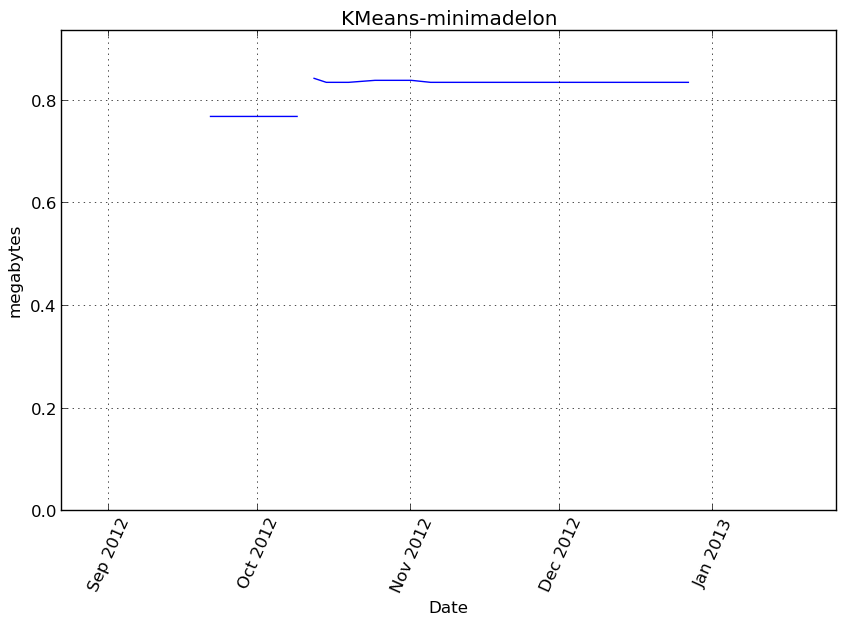 KMeans-minimadelon
megabytes
0.8
0.6
0.4
0.2
0.0
Sep 2012
Oct 2012
Nov 2012
Dec 2012
Jan 2013
Date